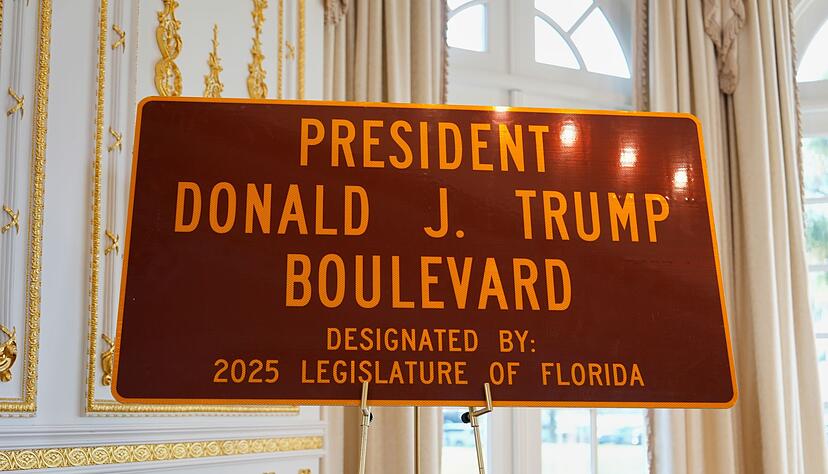 PRESIDENT
DONALD J. TRUMP
BOULEVARD
DESIGNATED BY:
2025 LEGISLATURE OF FLORIDA